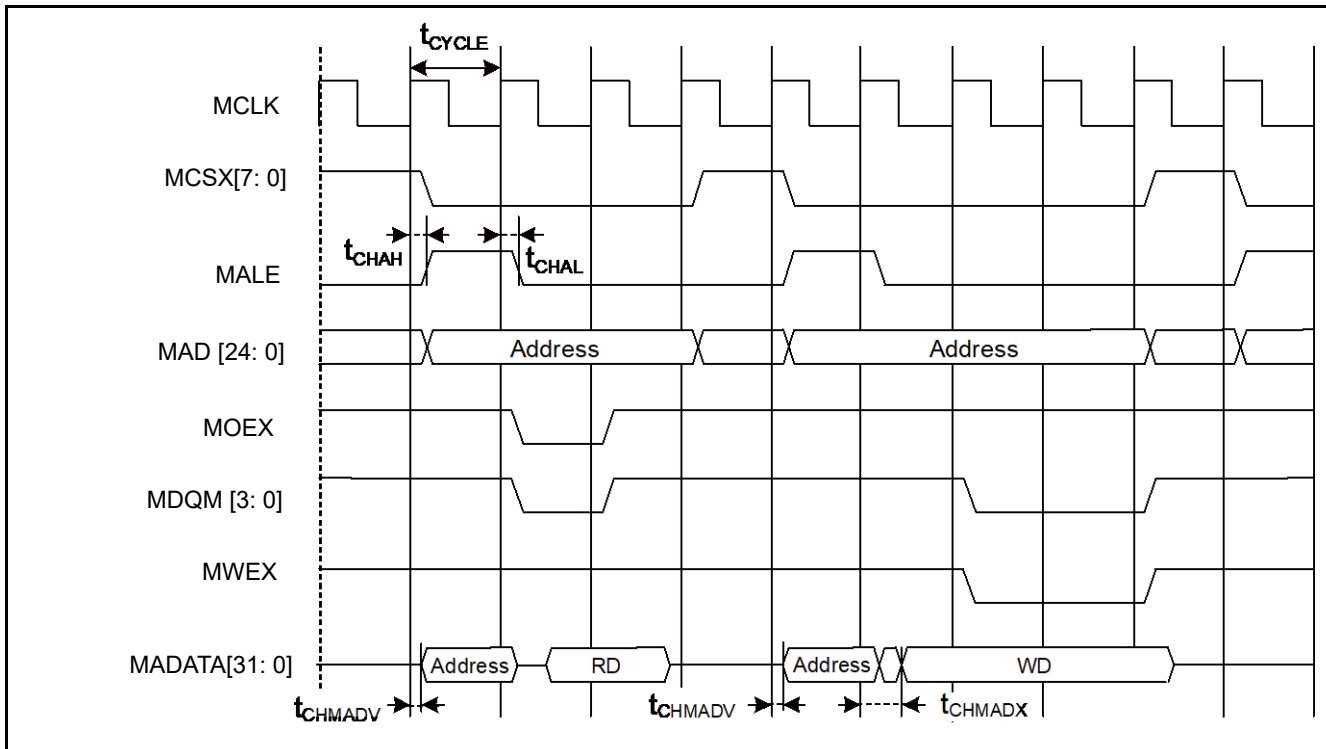 tCYCLE
MCLK
MCSX[7: 0]
tCHAH
tCHAL
MALE
MAD [24: 0]
Address
Address
MOEX
MDQM [3: 0]
MWEX
MADATA[31: 0]
Address
RD
Address
WD
tCHMADV
tCHMADV
tCHMADX